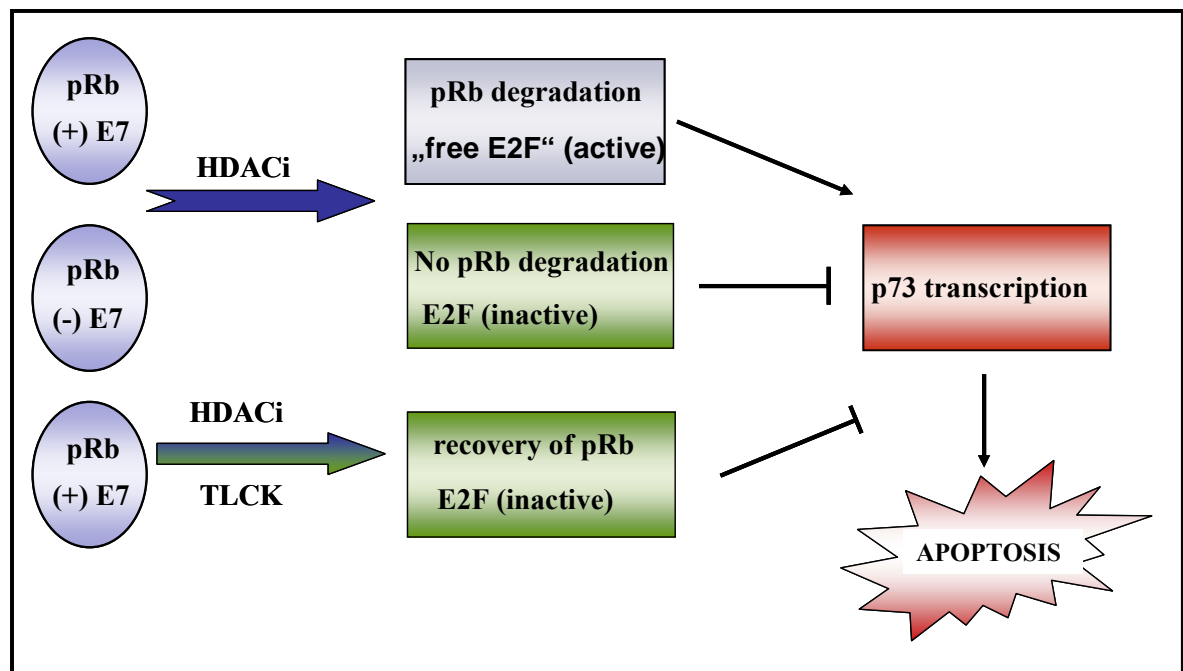 pRb
(+) E7
HDACi
pRb degradation
„free E2F“ (active)
pRb
(-) E7
No pRb degradation
E2F (inactive)
p73 transcription
pRb
(+) E7
HDACi
TLCK
recovery of pRb
E2F (inactive)
APOPTOSIS